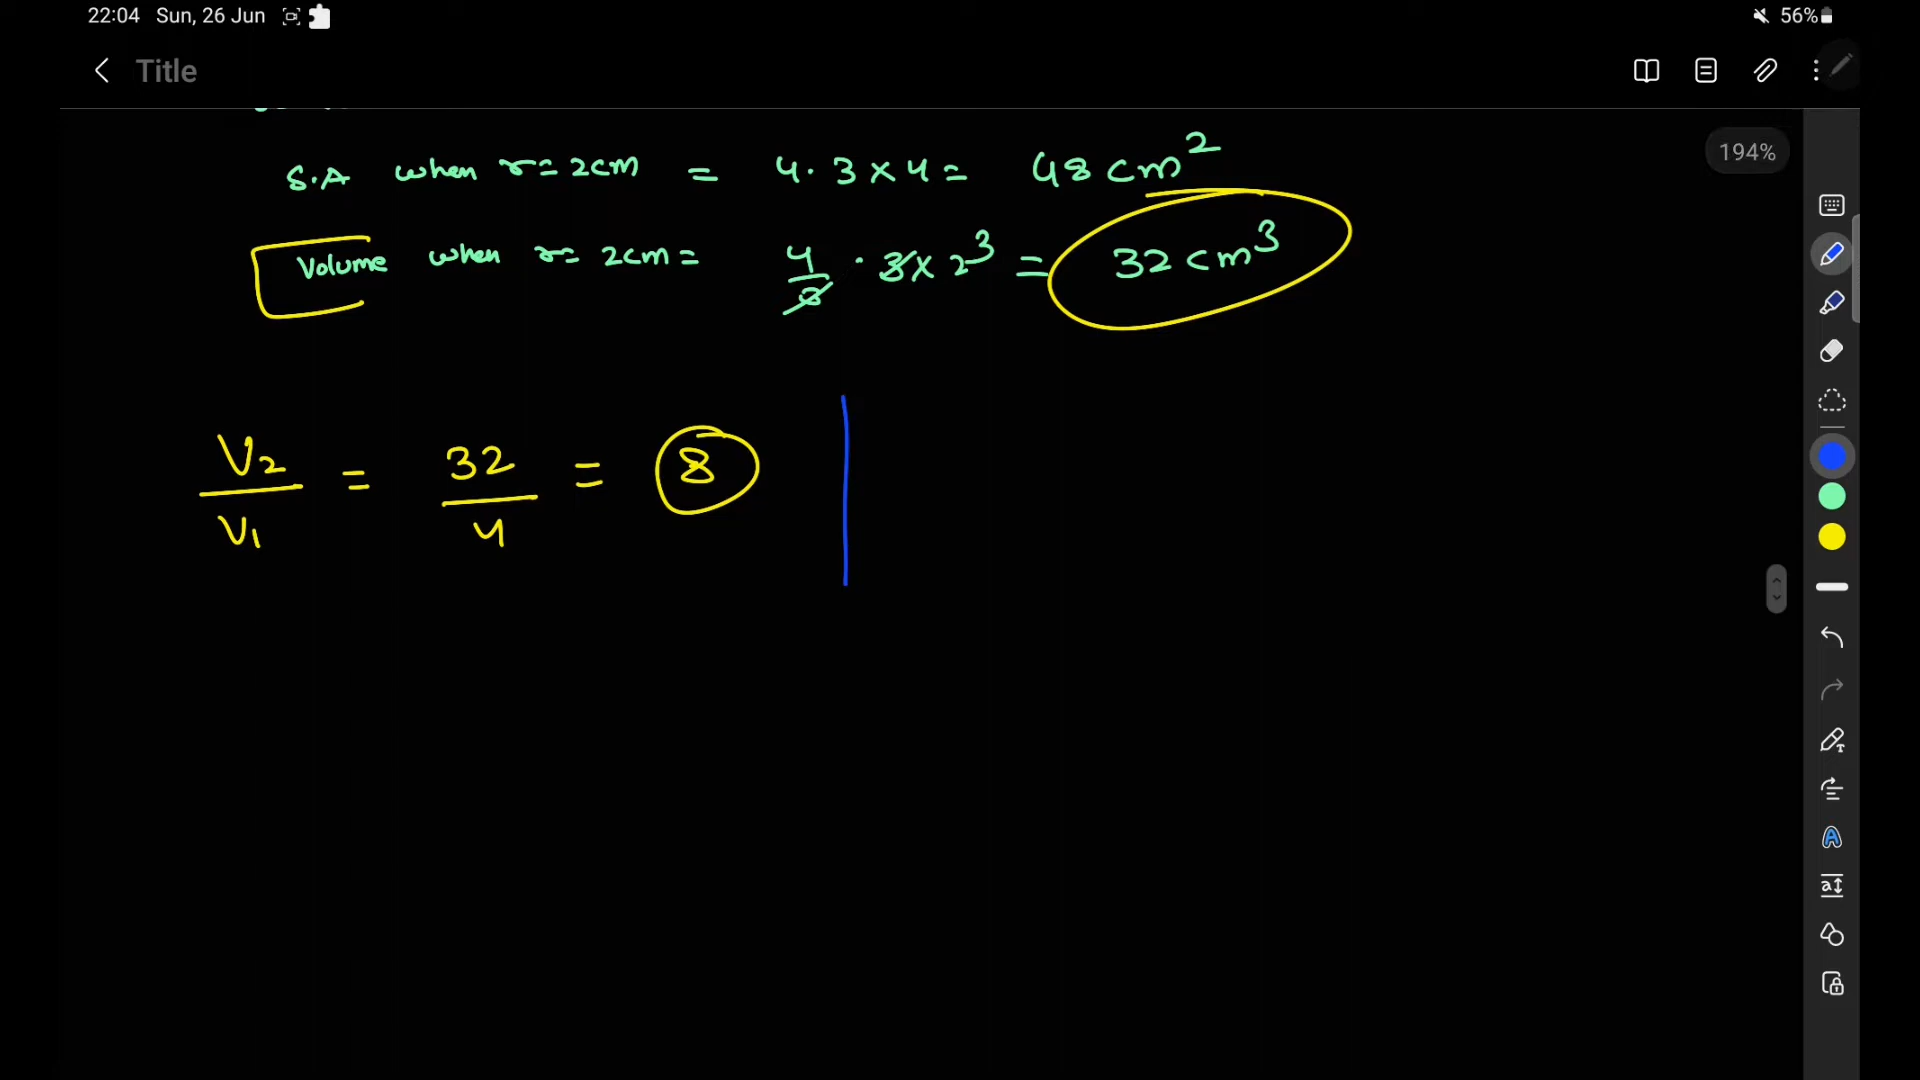 22:04 Sun, 26 Jun 56%
Title
194%
S.A when r = 2cm = 4 · 3 x 4 = 48 cm²
Volume when r = 2cm = 4/3 · 3 x 2³ = 32 cm³
V₂/V₁ = 32/4 = 8